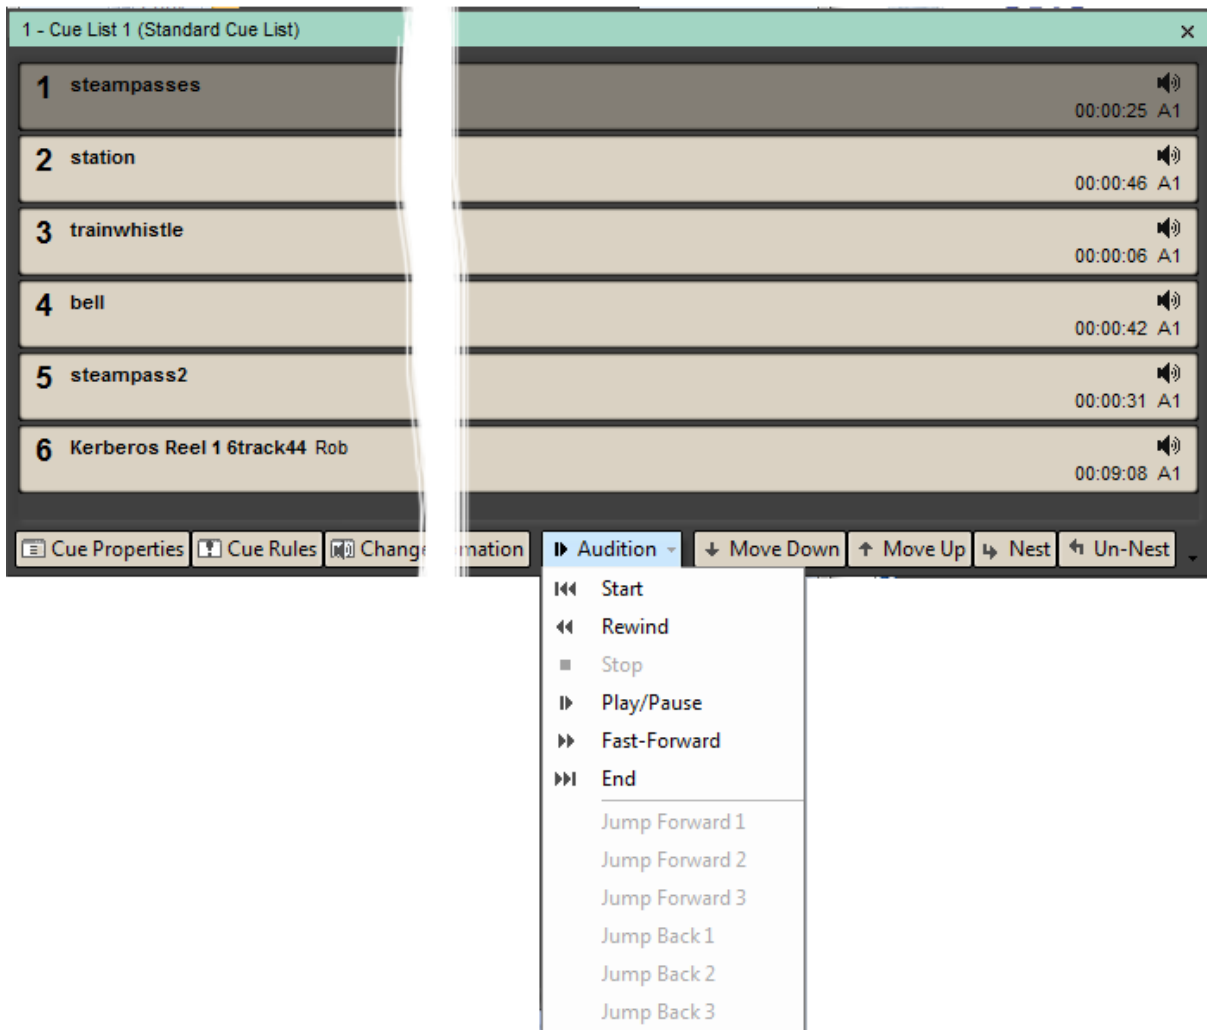 1 - Cue List 1 (Standard Cue List)
1 steampasses
00:00:25 A1
2 station
00:00:46 A1
3 trainwhistle
00:00:06 A1
4 bell
00:00:42 A1
5 steampass2
00:00:31 A1
6 Kerberos Reel 1 6track44 Rob
00:09:08 A1
Cue Properties Cue Rules Change mation Audition Move Down Move Up Nest Un-Nest
Start
Rewind
Stop
Play/Pause
Fast-Forward
End
Jump Forward 1
Jump Forward 2
Jump Forward 3
Jump Back 1
Jump Back 2
Jump Back 3